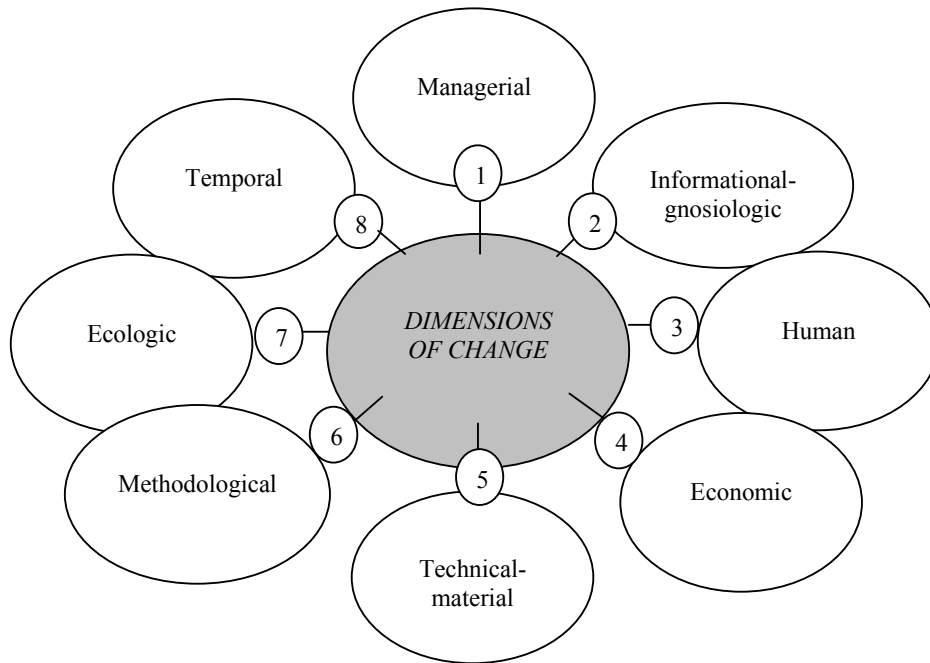 Managerial
1
Informational-
gnosiologic
2
Human
3
Economic
4
Technical-
material
5
Methodological
6
Ecologic
7
Temporal
8
DIMENSIONS
OF CHANGE